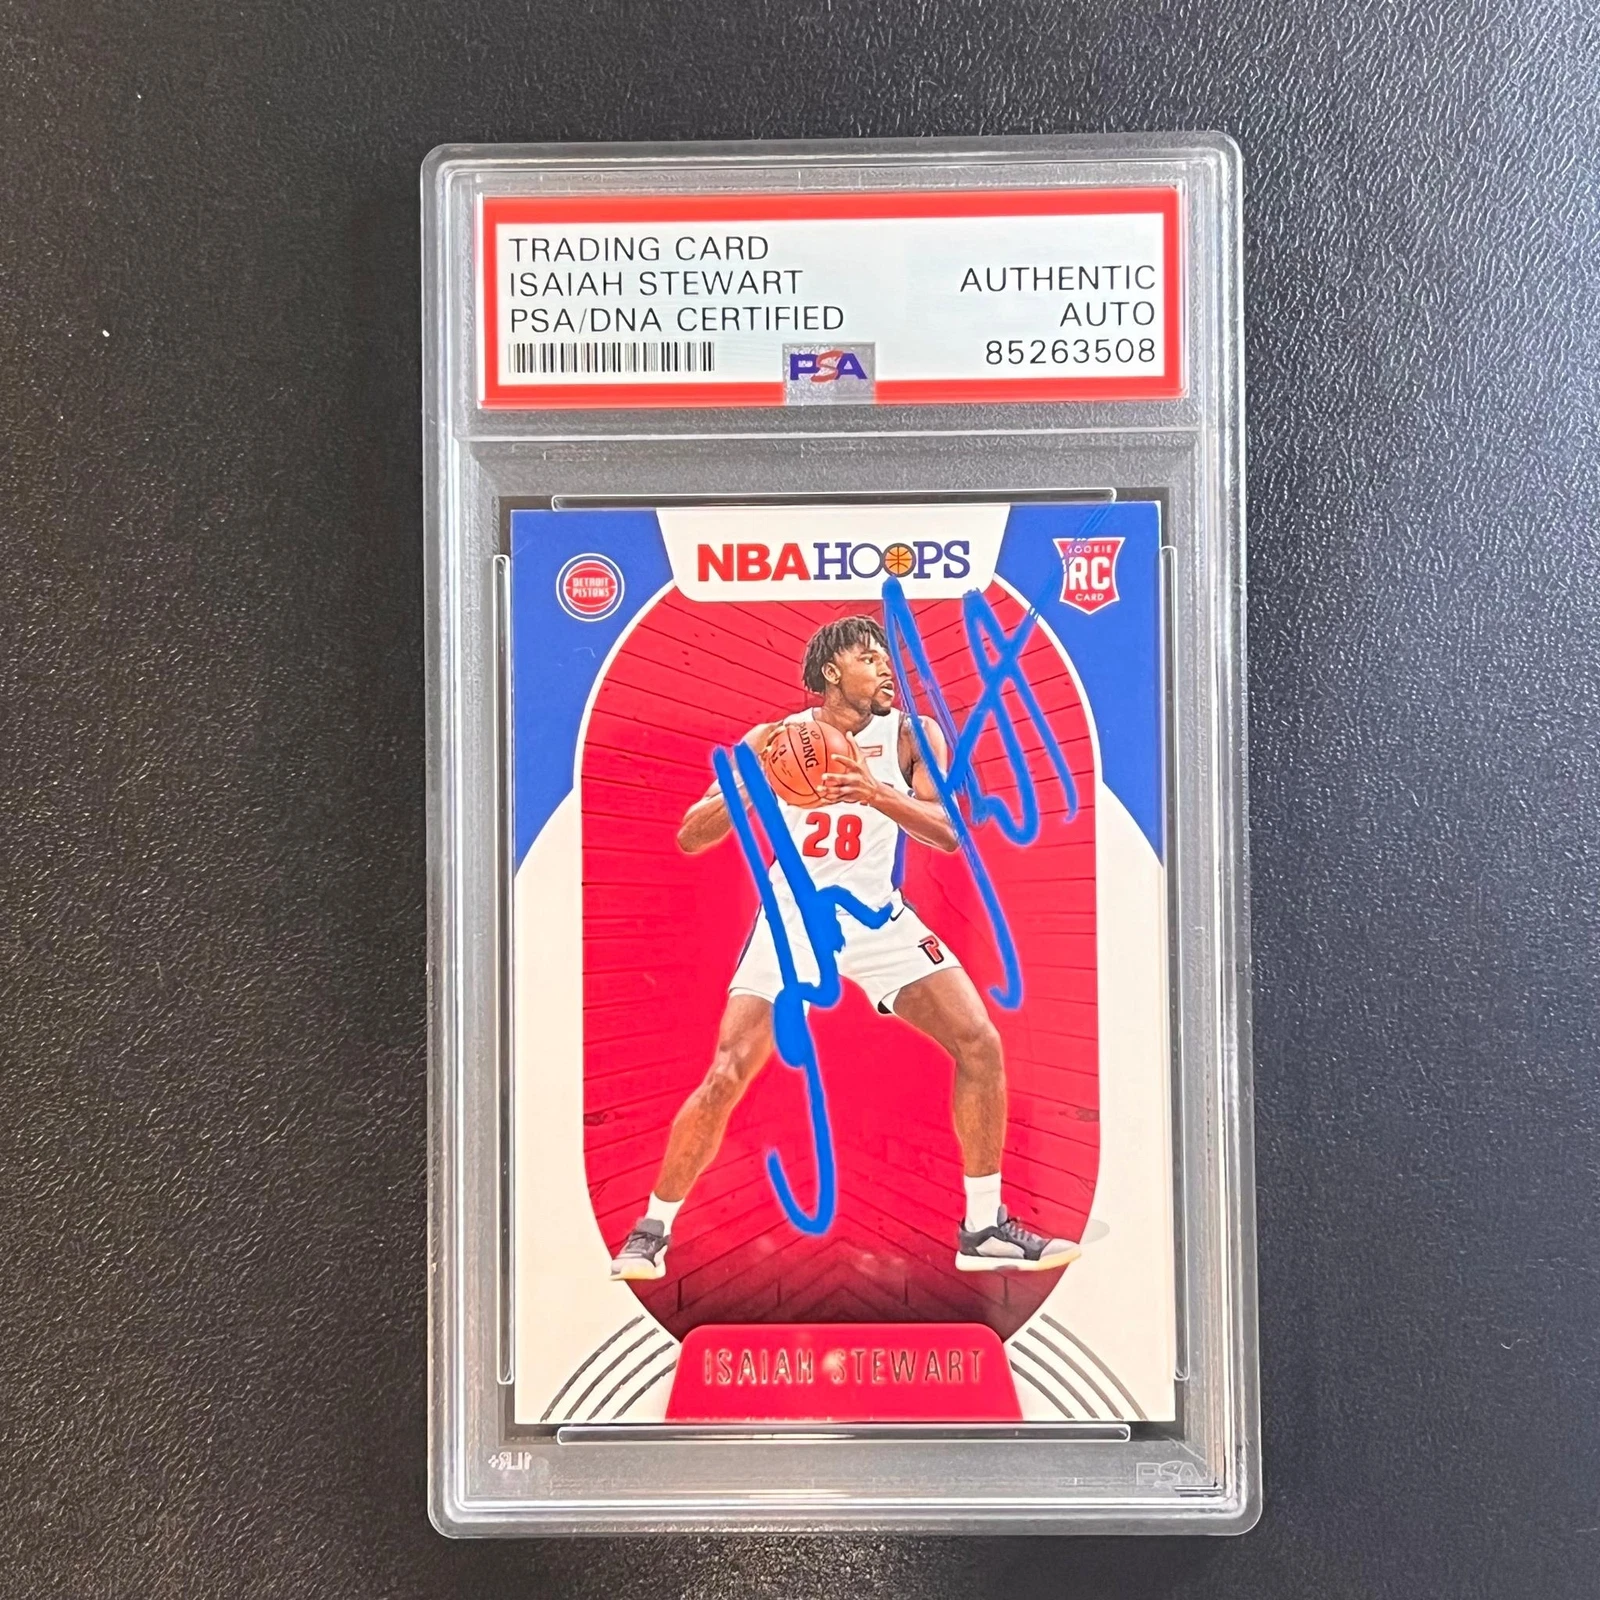 TRADING CARD
ISAIAH STEWART
PSA/DNA CERTIFIED
AUTHENTIC
AUTO
85263508
PSA
NBA HOOPS
DETROIT
PISTONS
ROOKIE
RC
CARD
SPALDING
28
ISAIAH STEWART
PSA